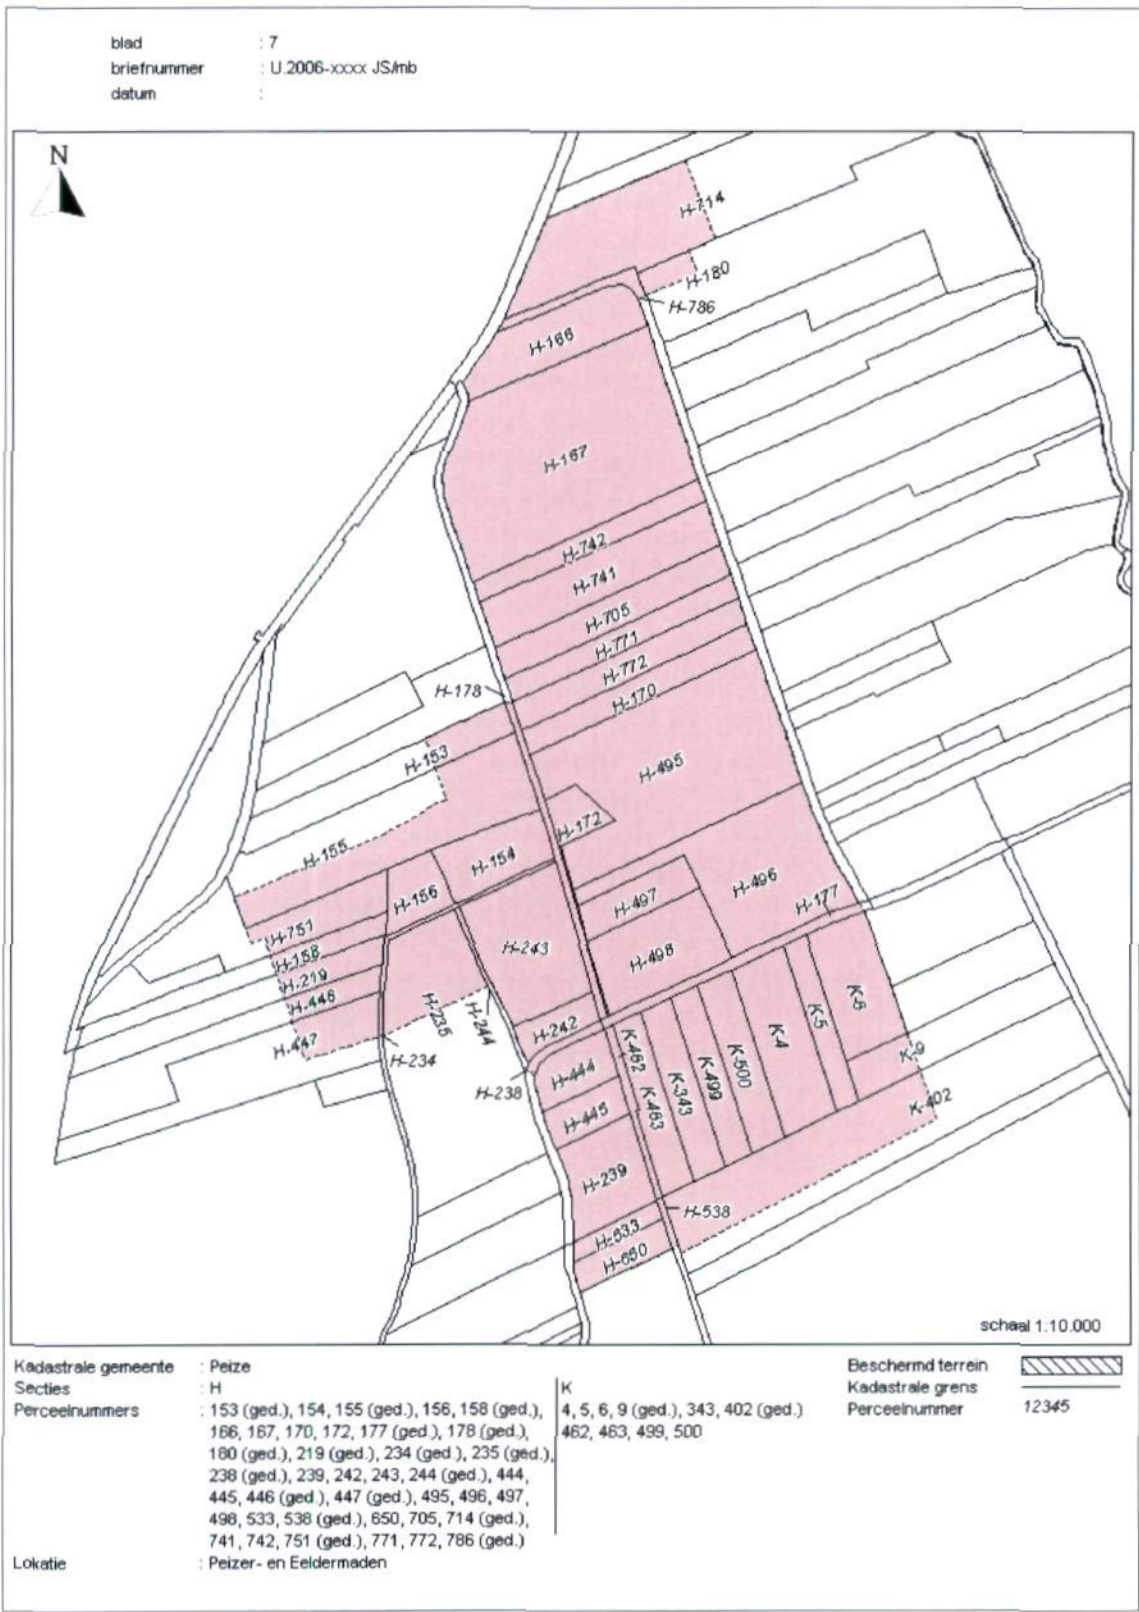 blad : 7
briefnummer : U.2006-xxxx JS/mb
datum :
N
H-714
H-180
H-786
H-166
H-167
H-742
H-741
H-705
H-771
H-772
H-178
H-170
H-153
H-495
H-172
H-155
H-154
H-156
H-496
H-497
H-177
H-751
H-158
H-243
H-498
H-219
H-446
H-235
H-244
H-447
H-234
H-242
K-462
K-5
K-6
K-4
K-500
K-499
K-343
K-463
K-9
H-238
H-444
H-445
K-402
H-239
H-538
H-533
H-650
schaal 1:10.000
Kadastrale gemeente : Peize
Secties : H
Perceelnummers : 153 (ged.), 154, 155 (ged.), 156, 158 (ged.),
166, 167, 170, 172, 177 (ged.), 178 (ged.),
180 (ged.), 219 (ged.), 234 (ged.), 235 (ged.),
238 (ged.), 239, 242, 243, 244 (ged.), 444,
445, 446 (ged.), 447 (ged.), 495, 496, 497,
498, 533, 538 (ged.), 650, 705, 714 (ged.),
741, 742, 751 (ged.), 771, 772, 786 (ged.)
K
4, 5, 6, 9 (ged.), 343, 402 (ged.)
462, 463, 499, 500
Beschermd terrein
Kadastrale grens
Perceelnummer 12345
Lokatie : Peizer- en Eeldermaden